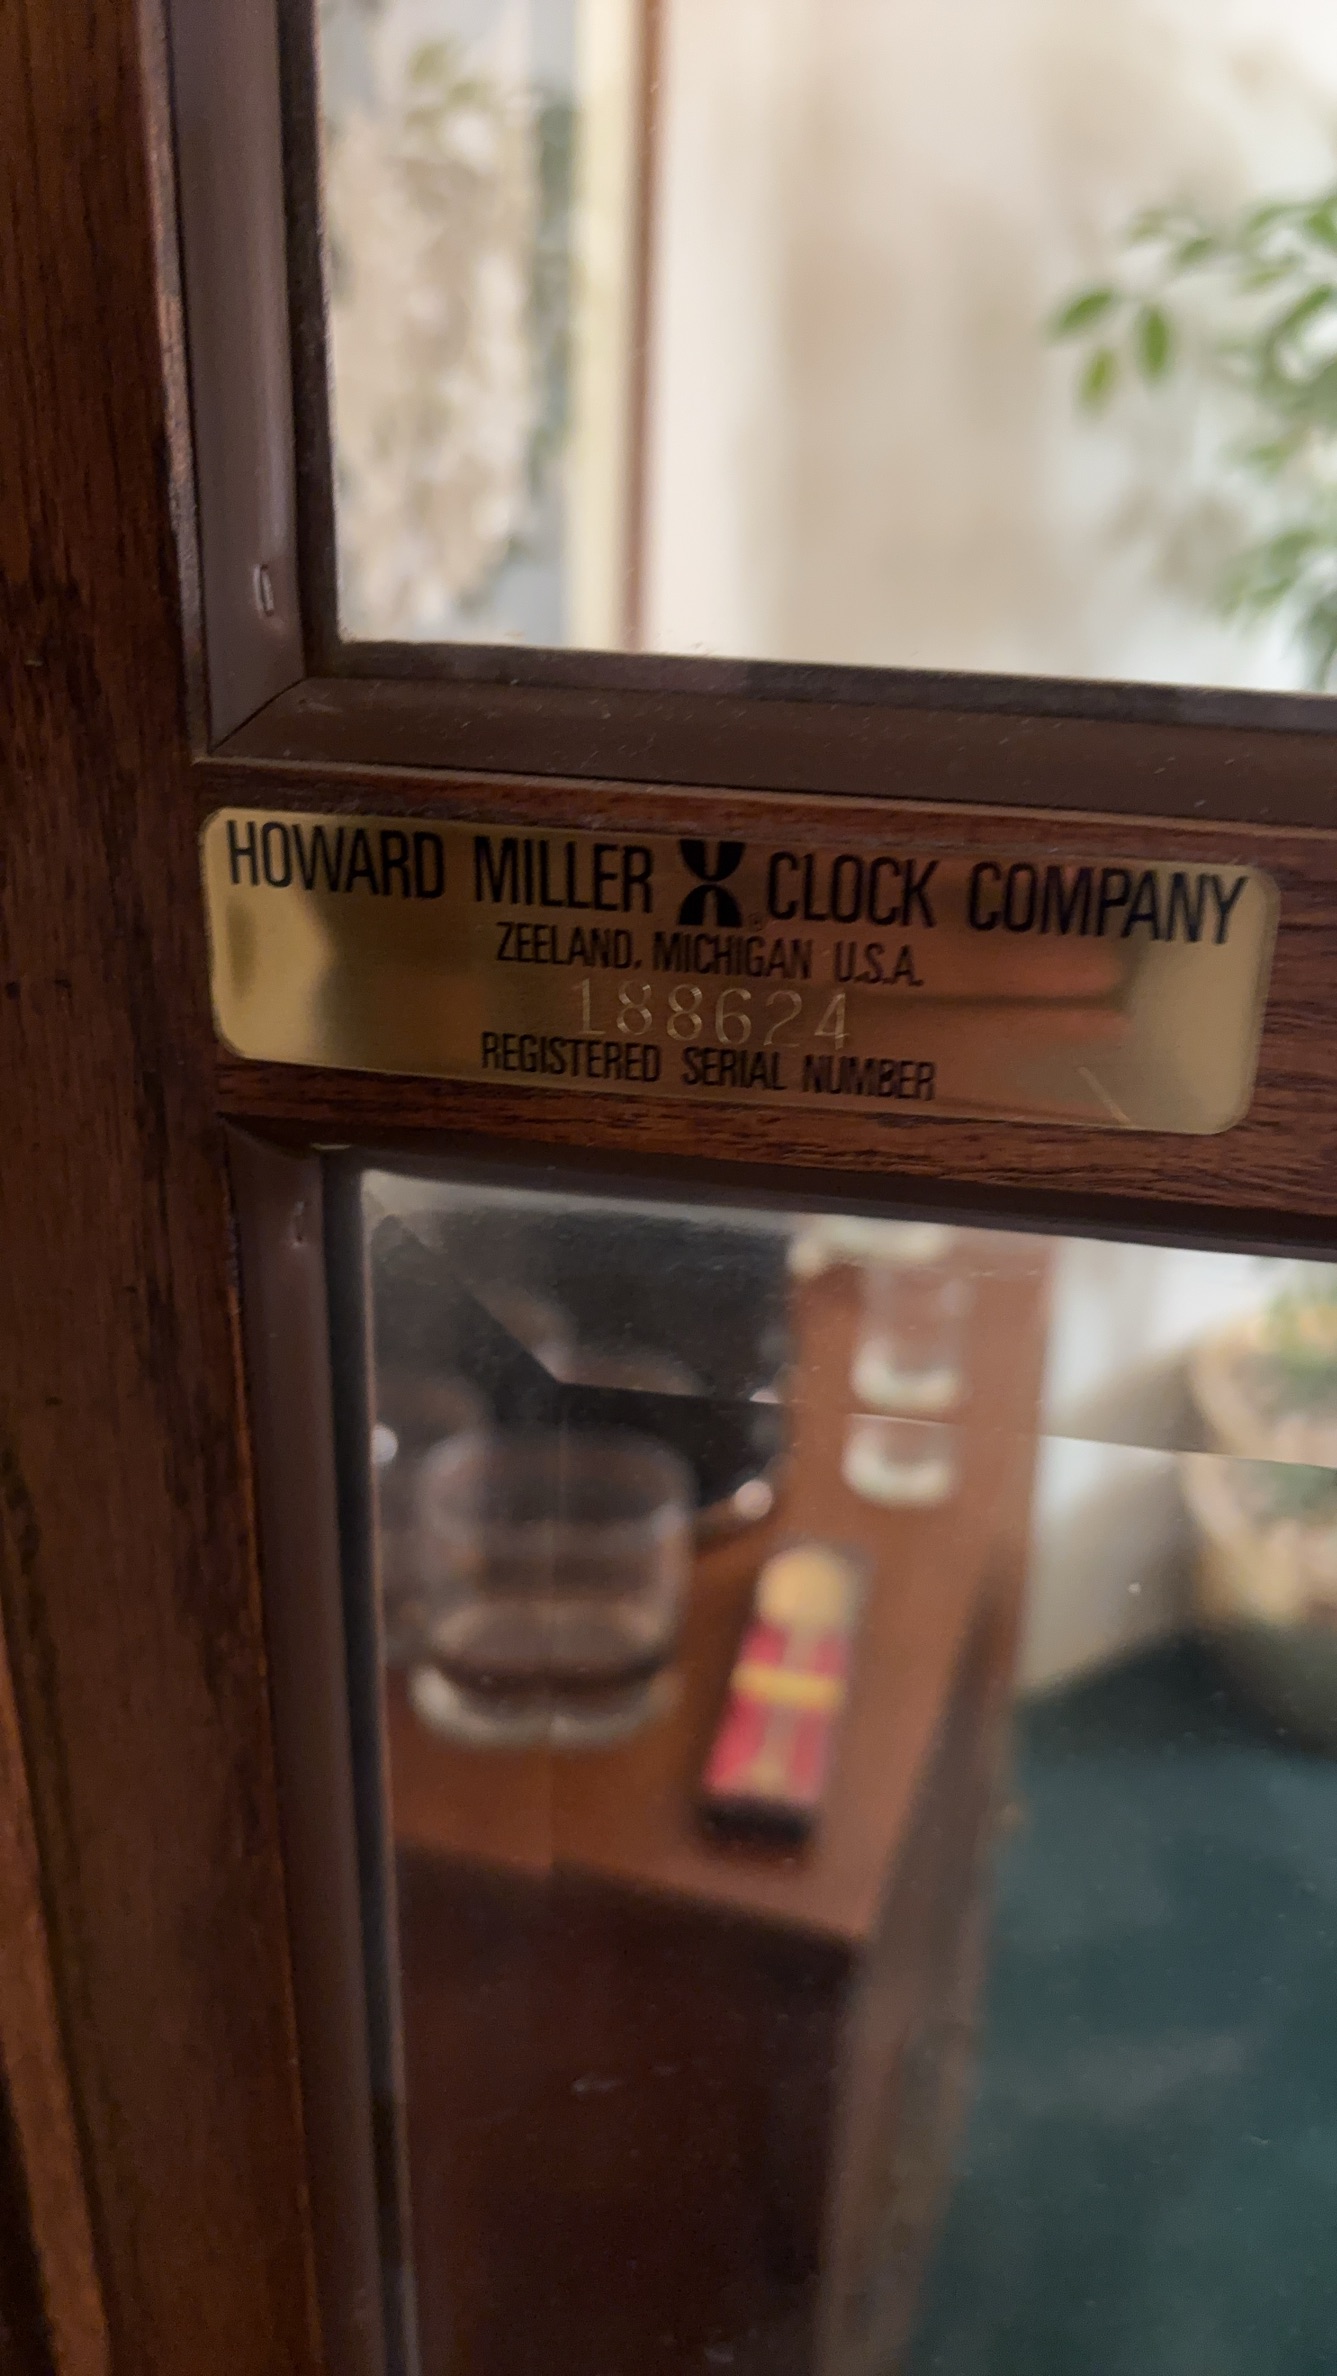 HOWARD MILLER CLOCK COMPANY
ZEELAND, MICHIGAN U.S.A.
188624
REGISTERED SERIAL NUMBER